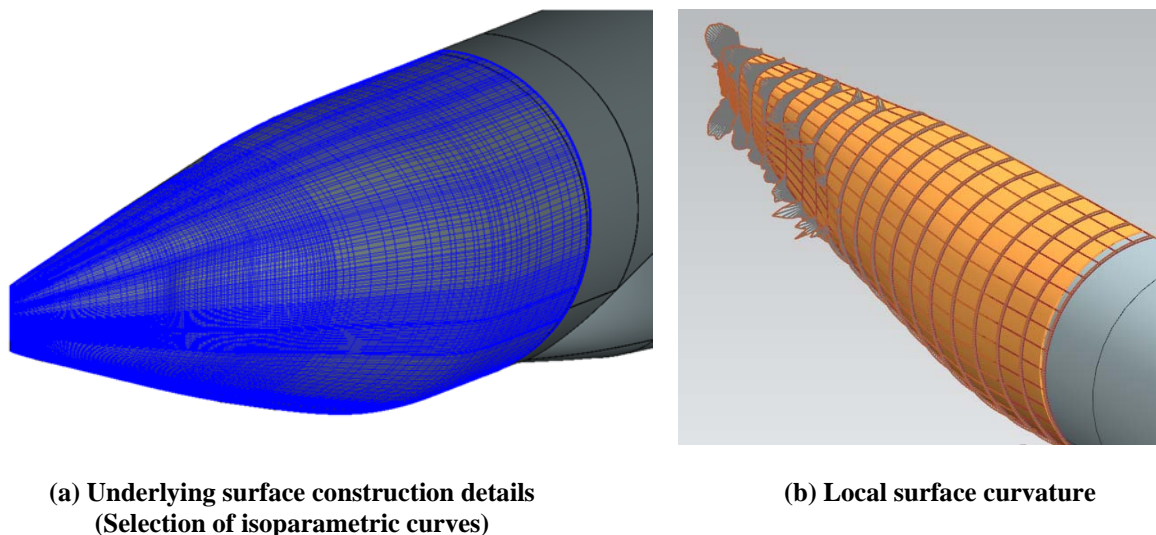 (a) Underlying surface construction details
(Selection of isoparametric curves)
(b) Local surface curvature